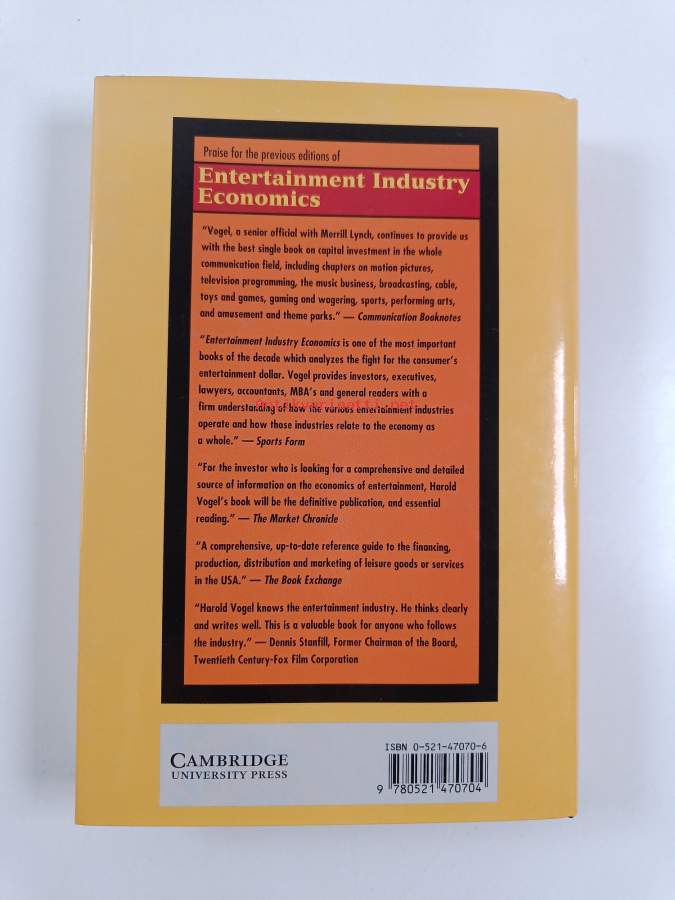 Praise for the previous editions of
Entertainment Industry
Economics
"Vogel, a senior official with Merrill Lynch, continues to provide us
with the best single book on capital investment in the whole
communication field, including chapters on motion pictures,
television programming, the music business, broadcasting, cable,
toys and games, gaming and wagering, sports, performing arts,
and amusement and theme parks." — Communication Booknotes
"Entertainment Industry Economics is one of the most important
books of the decade which analyzes the fight for the consumer's
entertainment dollar. Vogel provides investors, executives,
lawyers, accountants, MBA's and general readers with a
firm understanding of how the various entertainment industries
antikvariaatti.net
operate and how those industries relate to the economy as
a whole." — Sports Form
"For the investor who is looking for a comprehensive and detailed
source of information on the economics of entertainment, Harold
Vogel's book will be the definitive publication, and essential
reading." — The Market Chronicle
"A comprehensive, up-to-date reference guide to the financing,
production, distribution and marketing of leisure goods or services
in the USA." — The Book Exchange
"Harold Vogel knows the entertainment industry. He thinks clearly
and writes well. This is a valuable book for anyone who follows
the industry." — Dennis Stanfill, Former Chairman of the Board,
Twentieth Century-Fox Film Corporation
CAMBRIDGE
UNIVERSITY PRESS
ISBN 0-521-47070-6
9 780521 470704